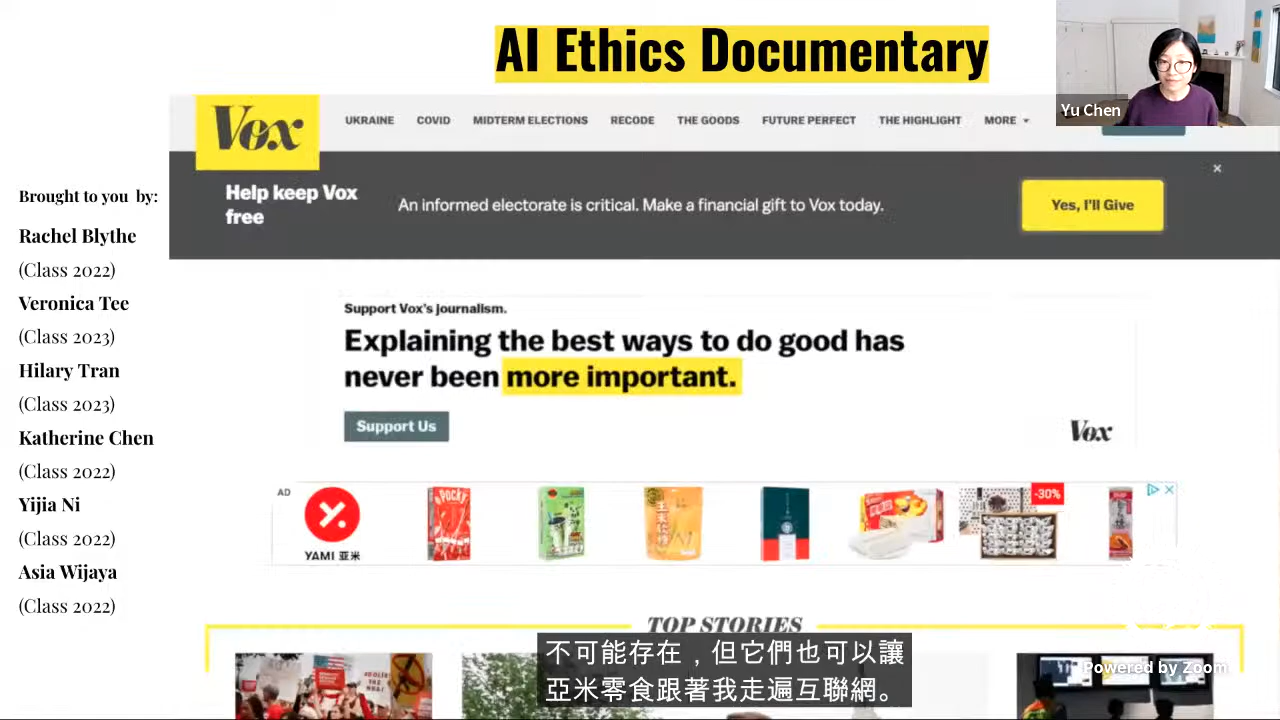 AI Ethics Documentary
Yu Chen
Vox
UKRAINE COVID MIDTERM ELECTIONS RECODE THE GOODS FUTURE PERFECT THE HIGHLIGHT MORE
Help keep Vox
free
An informed electorate is critical. Make a financial gift to Vox today.
Yes, I'll Give
Brought to you by:
Rachel Blythe
(Class 2022)
Veronica Tee
(Class 2023)
Hilary Tran
(Class 2023)
Katherine Chen
(Class 2022)
Yijia Ni
(Class 2022)
Asia Wijaya
(Class 2022)
Support Vox's journalism.
Explaining the best ways to do good has
never been more important.
Support Us
Vox
AD
YAMI 亚米
POCKY
-30%
TOP STORIES
不可能存在，但它們也可以讓
亞米零食跟著我走遍互聯網。
Powered by Zoom